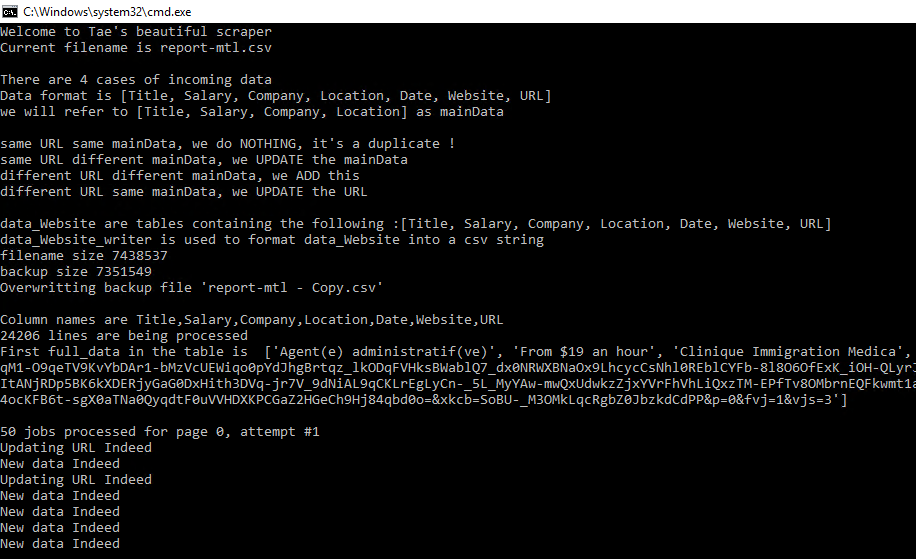 C:\Windows\system32\cmd.exe
Welcome to Tae's beautiful scraper
Current filename is report-mtl.csv
There are 4 cases of incoming data
Data format is [Title, Salary, Company, Location, Date, Website, URL]
we will refer to [Title, Salary, Company, Location] as mainData
same URL same mainData, we do NOTHING, it's a duplicate !
same URL different mainData, we UPDATE the mainData
different URL different mainData, we ADD this
different URL same mainData, we UPDATE the URL
data_Website are tables containing the following :[Title, Salary, Company, Location, Date, Website, URL]
data_Website_writer is used to format data_Website into a csv string
filename size 7438537
backup size 7351549
Overwritting backup file 'report-mtl - Copy.csv'
Column names are Title,Salary,Company,Location,Date,Website,URL
24206 lines are being processed
First full_data in the table is  ['Agent(e) administratif(ve)', 'From $19 an hour', 'Clinique Immigration Medica',
qM1-O9qeTV9KvYbDAr1-bMzVcUEWiqo0pYdJhgBrtqz_lkODqFVHksBWablQ7_dx0NRWXBNaOx9LhcycCsNhl0REblCYFb-8l8O6OfExK_iOH-QLyrJ
ItANjRDp5BK6kXDERjyGaG0DxHith3DVq-jr7V_9dNiAL9qCKLrEgLyCn-_5L_MyYAw-mwQxUdwkzZjxYVrFhVhLiQxzTM-EPfTv8OMbrnEQFkwmt1a
4ocKFB6t-sgX0aTNa0QyqdtF0uVVHDXKPCGaZ2HGeCh9Hj84qbd0o=&xkcb=SoBU-_M3OMkLqcRgbZ0JbzkdCdPP&p=0&fvj=1&vjs=3']
50 jobs processed for page 0, attempt #1
Updating URL Indeed
New data Indeed
Updating URL Indeed
New data Indeed
New data Indeed
New data Indeed
New data Indeed